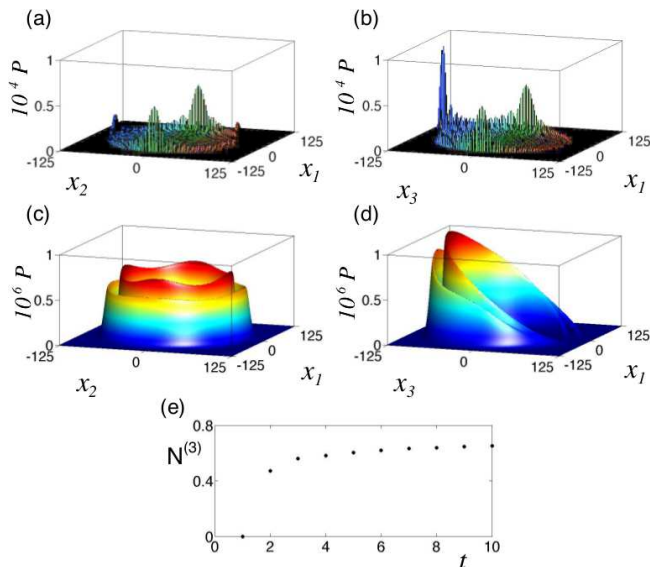 (a) (b)
10⁴ P 10⁴ P
1 1
0.5 0.5
0 0
-125 0 125 -125 0 125
-125 0 125 -125 0 125
x₂ x₁ x₃ x₁
(c) (d)
10⁶ P 10⁶ P
1 1
0.5 0.5
0 0
-125 0 125 -125 0 125
-125 0 125 -125 0 125
x₂ x₁ x₃ x₁
(e)
N⁽³⁾
0.8
0.4
0
0 2 4 6 8 10
t